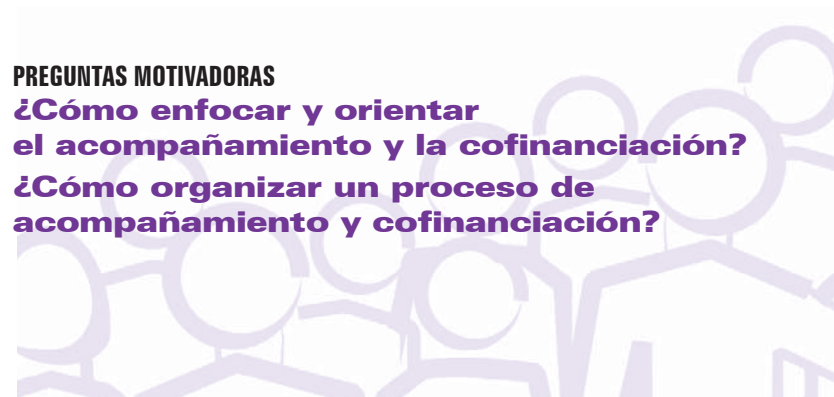 PREGUNTAS MOTIVADORAS
¿Cómo enfocar y orientar
el acompañamiento y la cofinanciación?
¿Cómo organizar un proceso de
acompañamiento y cofinanciación?